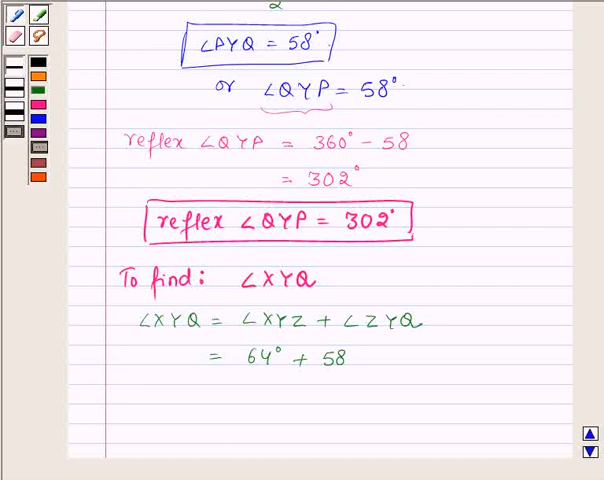 2
∠PYQ = 58°
or ∠QYP = 58°.
reflex ∠QYP = 360° - 58
= 302°
reflex ∠QYP = 302°
To find: ∠XYQ
∠XYQ = ∠XYZ + ∠ZYQ
= 64° + 58